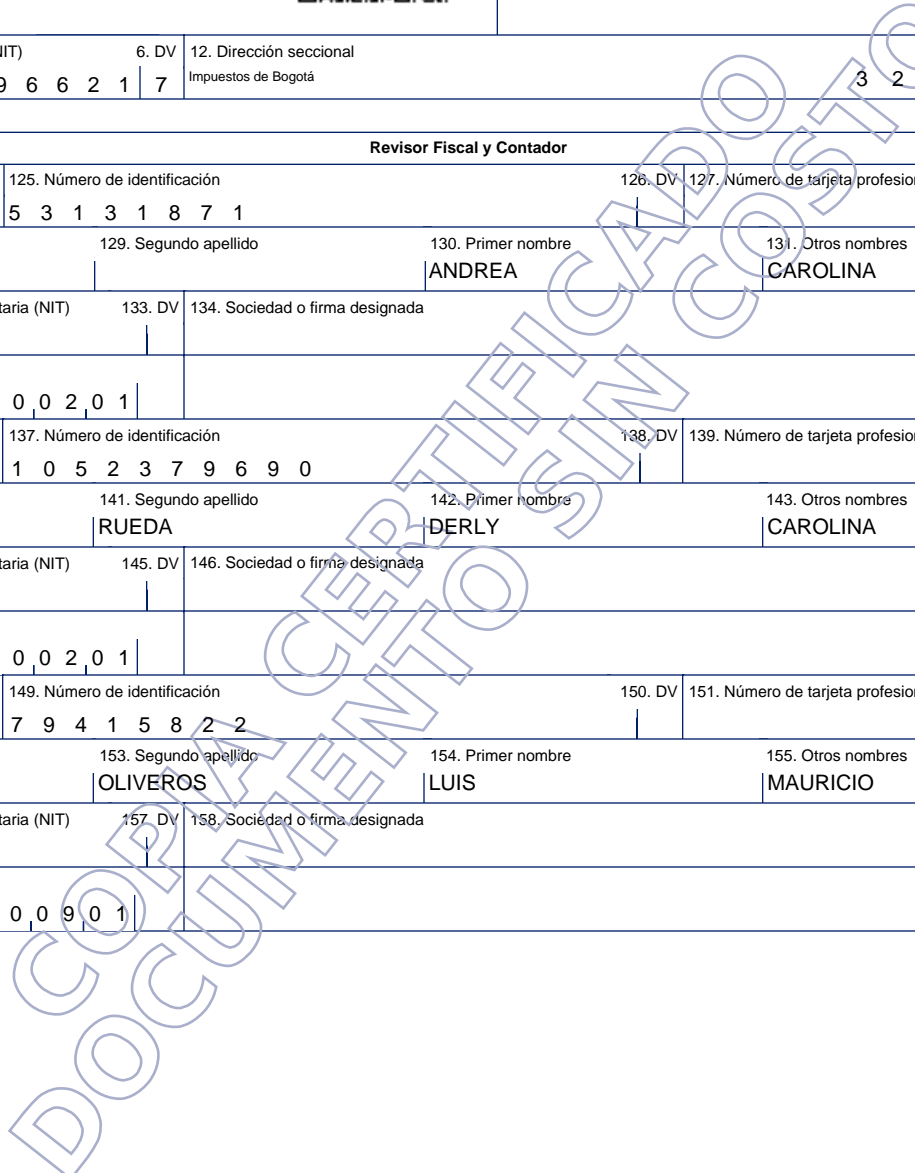 NIT) 6. DV 12. Dirección seccional
9 6 6 2 1 7 Impuestos de Bogotá 3 2
Revisor Fiscal y Contador
125. Número de identificación 126. DV 127. Número de tarjeta profesion
5 3 1 3 1 8 7 1
129. Segundo apellido 130. Primer nombre 131. Otros nombres
ANDREA CAROLINA
taria (NIT) 133. DV 134. Sociedad o firma designada
0 0 2 0 1
137. Número de identificación 138. DV 139. Número de tarjeta profesion
1 0 5 2 3 7 9 6 9 0
141. Segundo apellido 142. Primer nombre 143. Otros nombres
RUEDA DERLY CAROLINA
taria (NIT) 145. DV 146. Sociedad o firma designada
0 0 2 0 1
149. Número de identificación 150. DV 151. Número de tarjeta profesion
7 9 4 1 5 8 2 2
153. Segundo apellido 154. Primer nombre 155. Otros nombres
OLIVEROS LUIS MAURICIO
taria (NIT) 157. DV 158. Sociedad o firma designada
0 0 9 0 1
COPIA CERTIFICADO
DOCUMENTO SIN COSTO